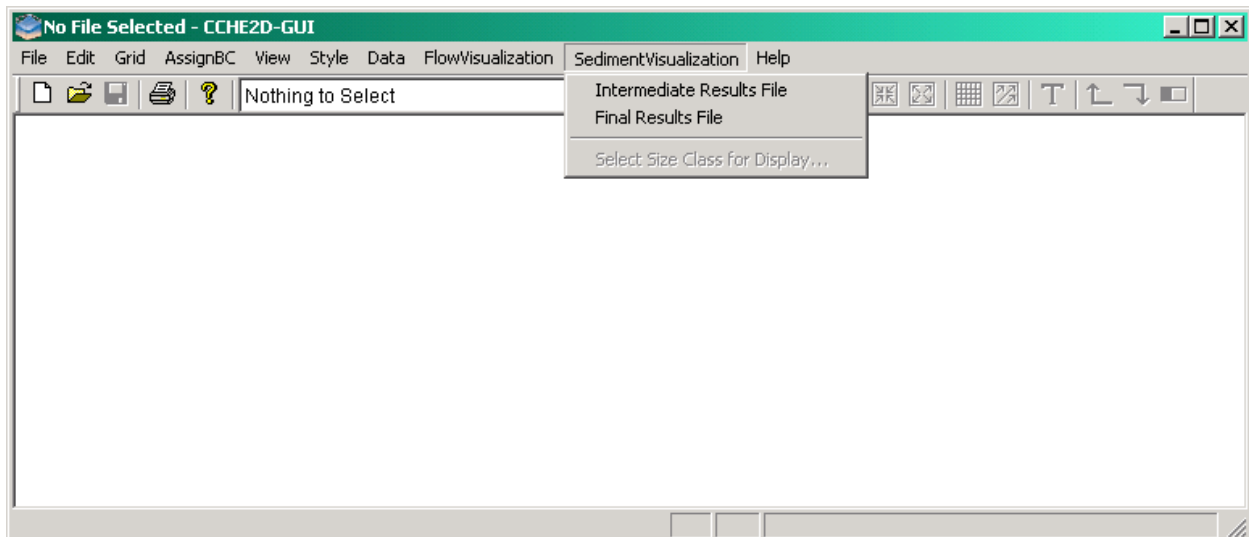 No File Selected - CCHE2D-GUI
File Edit Grid AssignBC View Style Data FlowVisualization SedimentVisualization Help
Nothing to Select
T
Intermediate Results File
Final Results File
Select Size Class for Display...